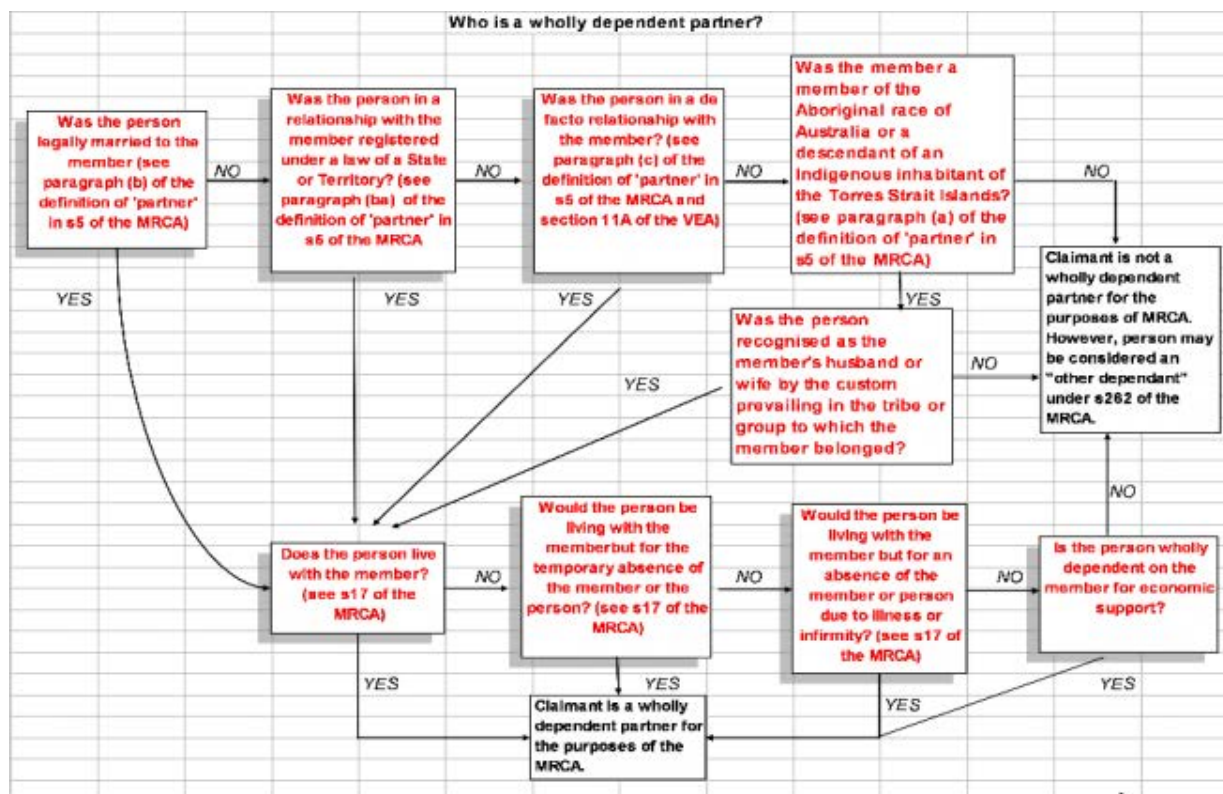 Who is a wholly dependent partner?
Was the person
legally married to the
member (see
paragraph (b) of the
definition of 'partner'
in s5 of the MRCA)
NO
YES
Was the person in a
relationship with the
member registered
under a law of a State
or Territory? (see
paragraph (ba) of the
definition of 'partner' in
s5 of the MRCA
NO
YES
Was the person in a de
facto relationship with
the member? (see
paragraph (c) of the
definition of 'partner' in
s5 of the MRCA and
section 11A of the VEA)
NO
YES
Was the member a
member of the
Aboriginal race of
Australia or a
descendant of an
Indigenous inhabitant
of the Torres Strait Islands?
(see paragraph (a) of the
definition of 'partner' in
s5 of the MRCA)
NO
YES
Was the person
recognised as the
member's husband or
wife by the custom
prevailing in the tribe or
group to which the
member belonged?
NO
YES
Claimant is not a
wholly dependent
partner for the
purposes of MRCA.
However, person may
be considered an
"other dependant"
under s262 of the
MRCA.
Does the person live
with the member?
(see s17 of the
MRCA)
NO
YES
Would the person be
living with the
memberbut for the
temporary absence of
the member or the
person? (see s17 of the
MRCA)
NO
YES
Would the person be
living with the
member but for an
absence of the
member or person
due to illness or
infirmity? (see s17 of
the MRCA)
NO
YES
Is the person wholly
dependent on the
member for economic
support?
NO
YES
Claimant is a wholly
dependent partner for
the purposes of the
MRCA.